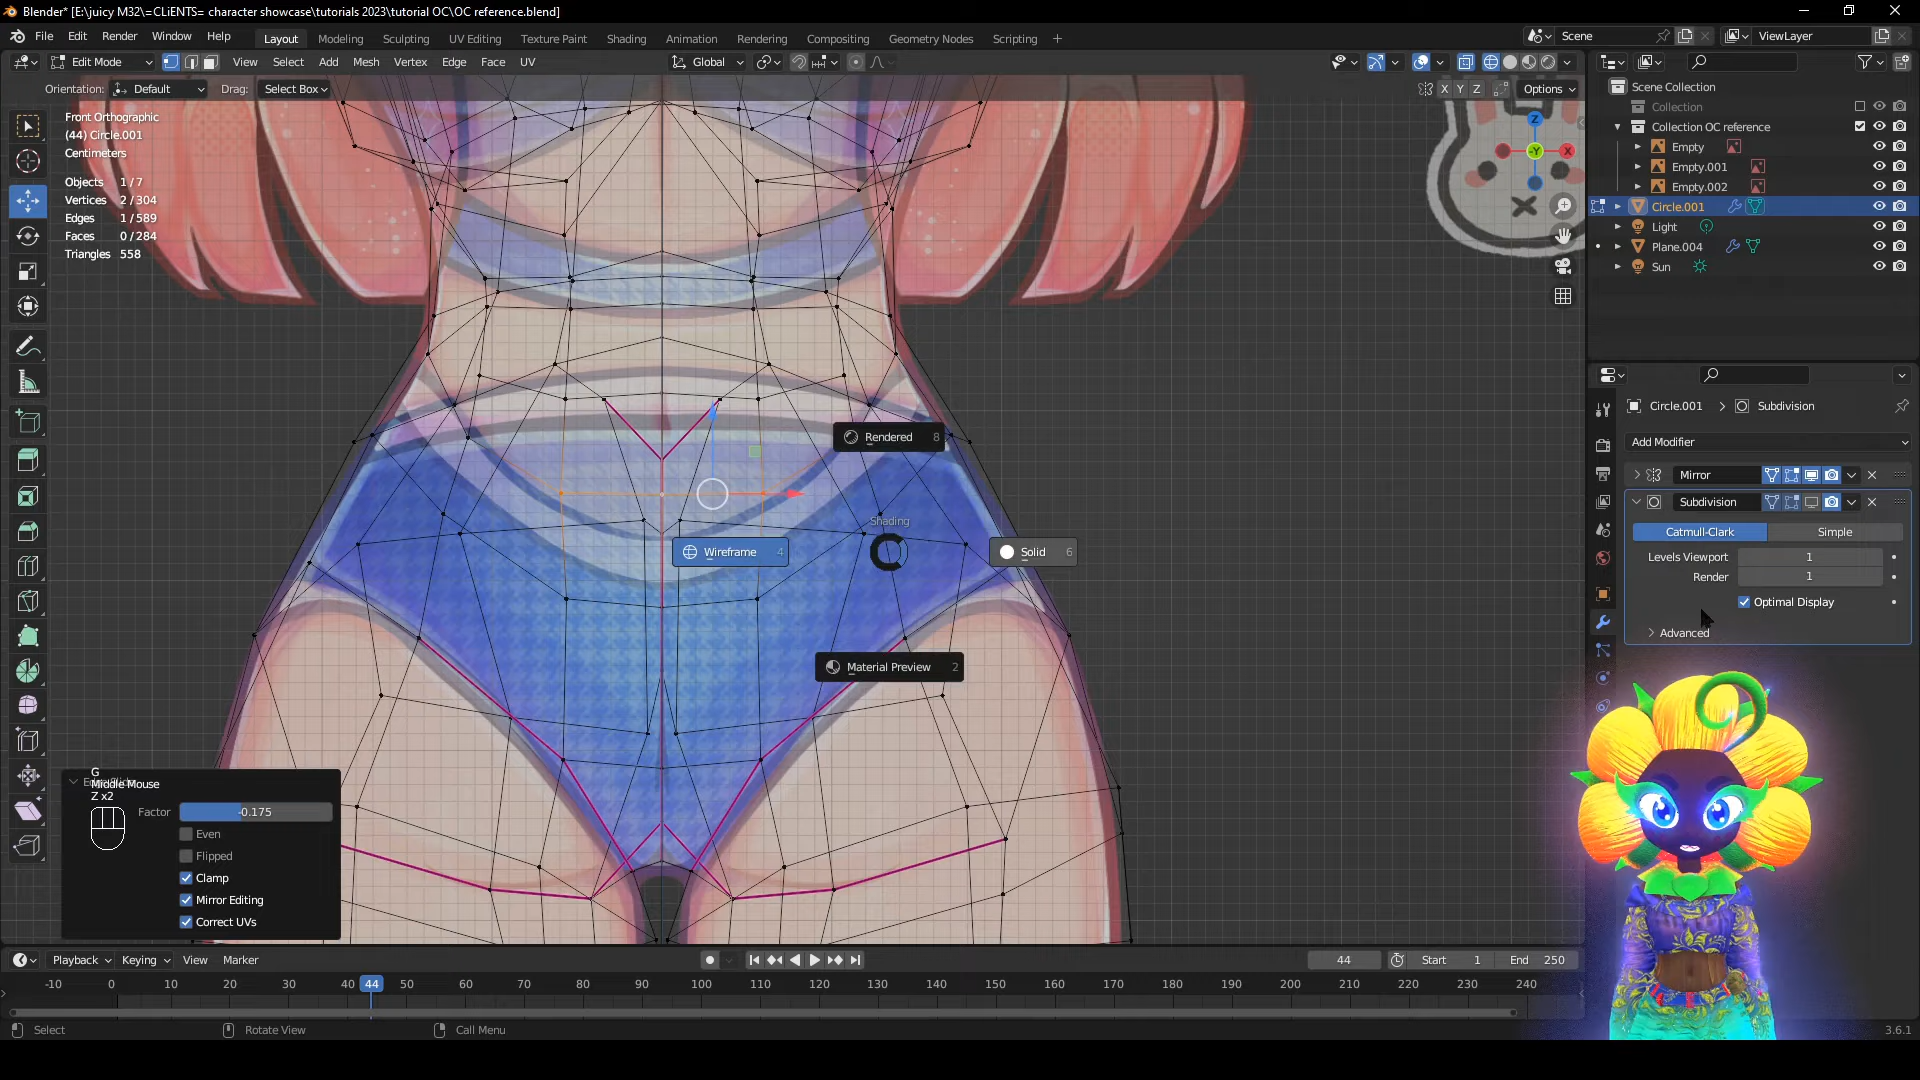 Blender* [E:\juicy M32\=CLiENTS= character showcase\tutorials 2023\tutorial OC\OC reference.blend]
File Edit Render Window Help Layout Modeling Sculpting UV Editing Texture Paint Shading Animation Rendering Compositing Geometry Nodes Scripting + Scene ViewLayer
Edit Mode View Select Add Mesh Vertex Edge Face UV Global
Orientation: Default Drag: Select Box X Y Z Options
Front Orthographic
(44) Circle.001
Centimeters
Objects 1/7
Vertices 2/304
Edges 1/589
Faces 0/284
Triangles 558
Z
-Y
X
Scene Collection
Collection
Collection OC reference
Empty
Empty.001
Empty.002
Circle.001
Light
Plane.004
Sun
Circle.001 > Subdivision
Add Modifier
Mirror
Subdivision
Catmull-Clark Simple
Levels Viewport 1
Render 1
Optimal Display
Advanced
Rendered 8
Shading
Wireframe 4
Solid 6
Material Preview 2
G
Middle Mouse
Z x2
Factor -0.175
Even
Flipped
Clamp
Mirror Editing
Correct UVs
Playback Keying View Marker 44 Start 1 End 250
-10 0 10 20 30 40 44 50 60 70 80 90 100 110 120 130 140 150 160 170 180 190 200 210 220 230 240
Select Rotate View Call Menu 3.6.1